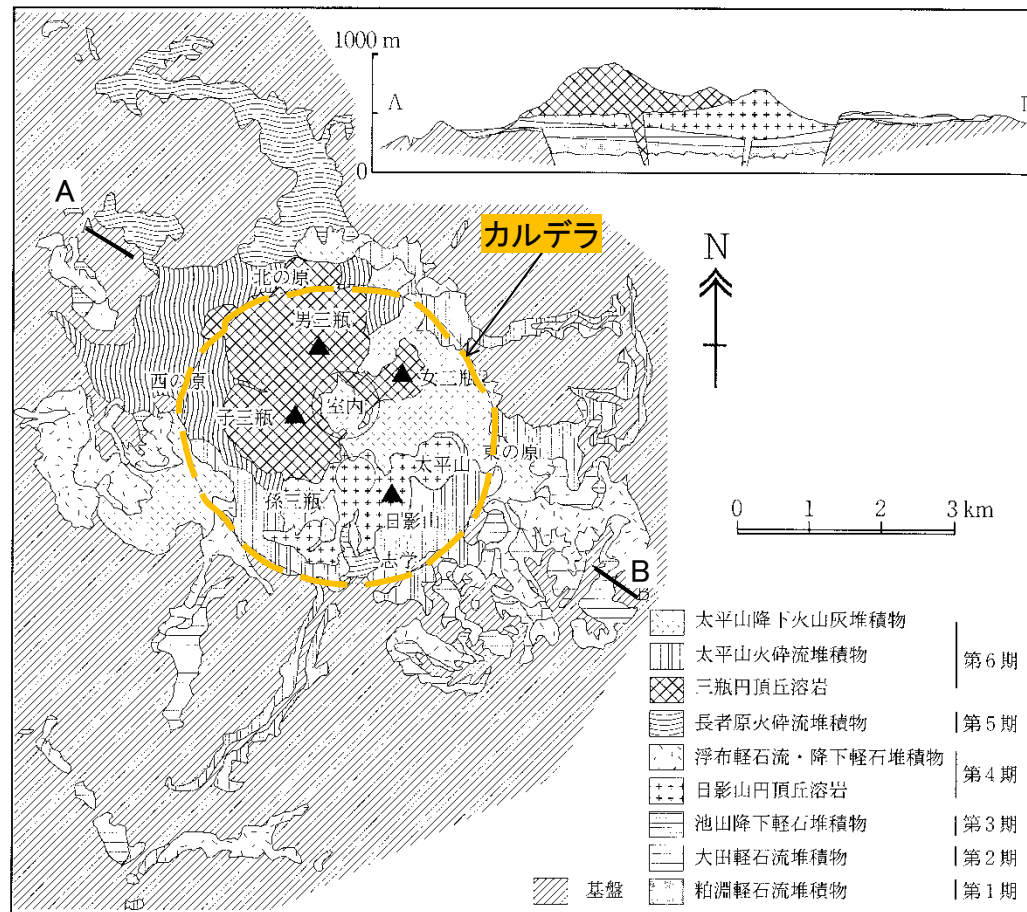 1000 m
A
0
A
カルデラ
N
北の原
男三瓶
女三瓶
西の原
室内
子三瓶
東の原
太平山
孫三瓶
日影山
志学
0 1 2 3 km
B
太平山降下火山灰堆積物
太平山火砕流堆積物
第6期
三瓶円頂丘溶岩
長者原火砕流堆積物 第5期
浮布軽石流・降下軽石堆積物
第4期
日影山円頂丘溶岩
池田降下軽石堆積物 第3期
大田軽石流堆積物 第2期
基盤 粕淵軽石流堆積物 第1期